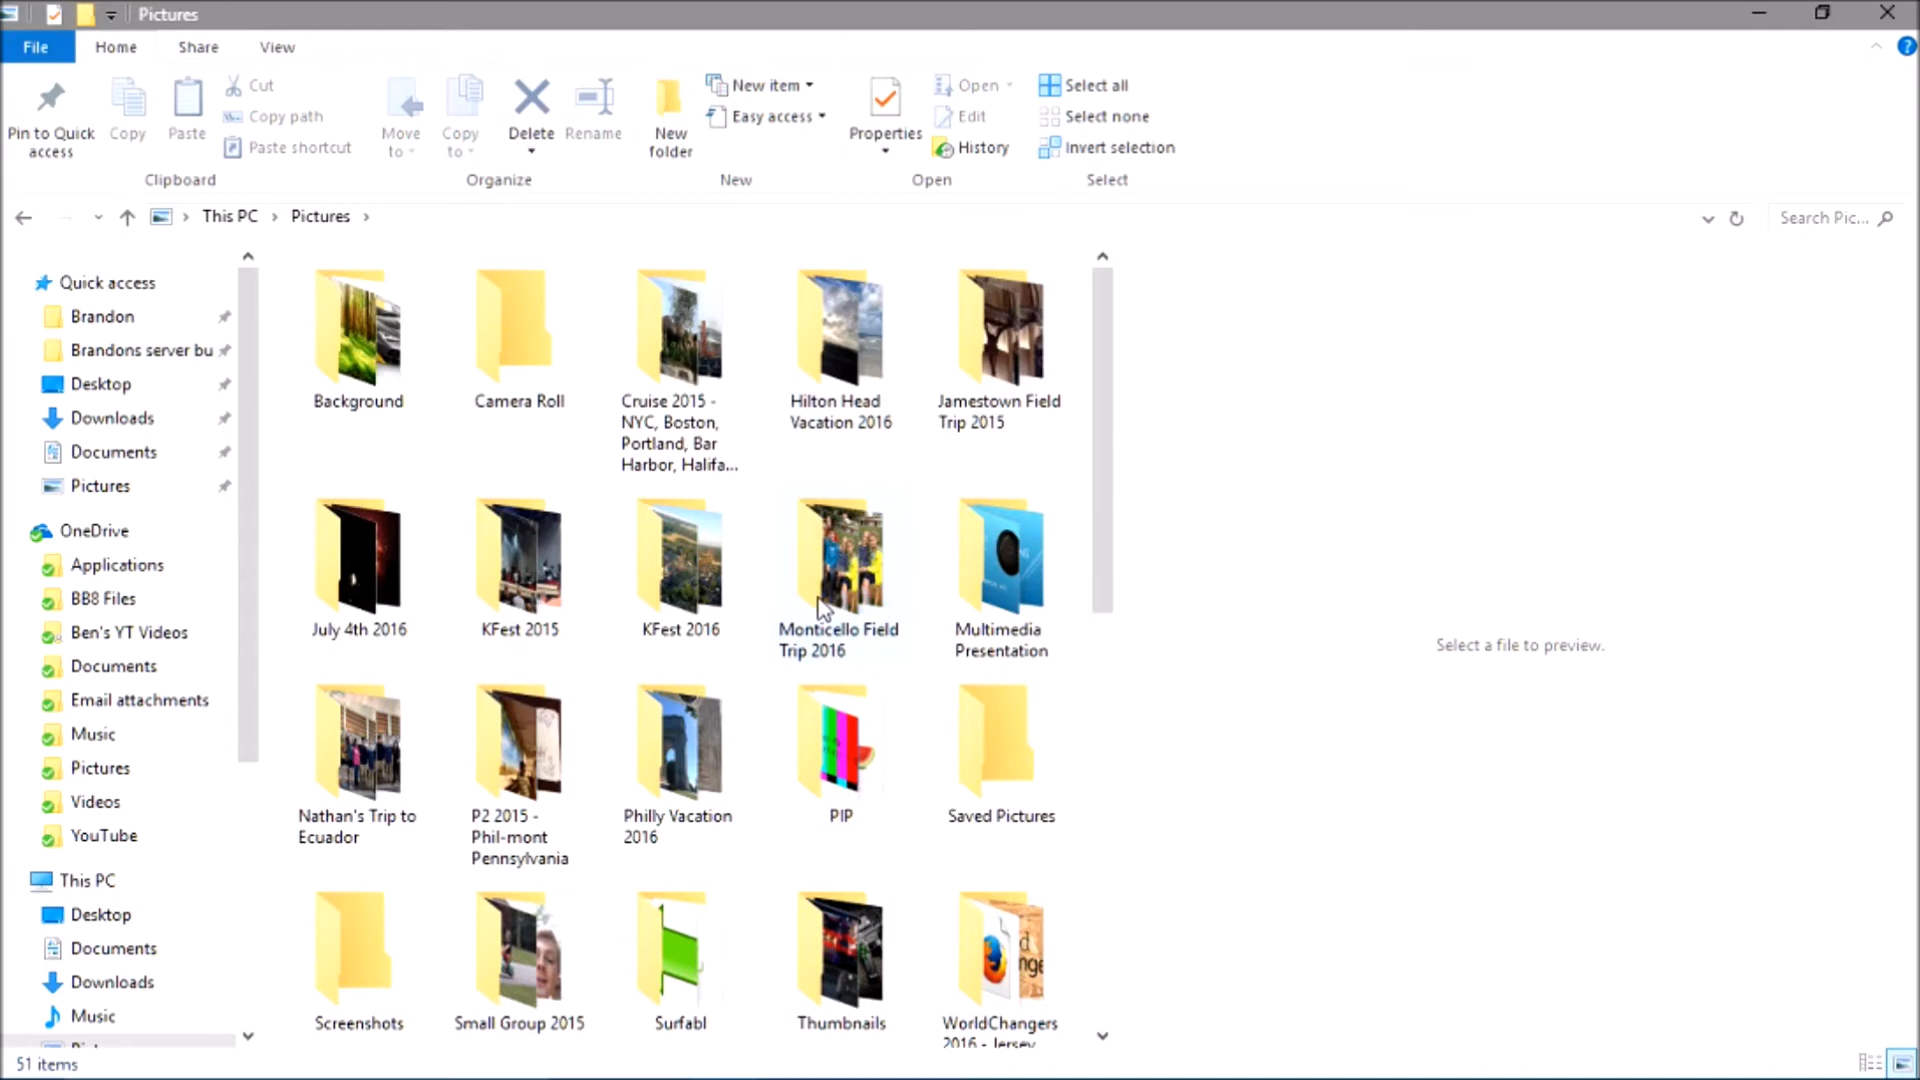 Pictures
File Home Share View
Pin to Quick access
Copy
Paste
Cut
Copy path
Paste shortcut
Clipboard
Move to
Copy to
Delete
Rename
Organize
New folder
New item
Easy access
New
Properties
Open
Edit
History
Open
Select all
Select none
Invert selection
Select
This PC > Pictures >
Search Pic...
Quick access
Brandon
Brandons server bu
Desktop
Downloads
Documents
Pictures
OneDrive
Applications
BB8 Files
Ben's YT Videos
Documents
Email attachments
Music
Pictures
Videos
YouTube
This PC
Desktop
Documents
Downloads
Music
Background
Camera Roll
Cruise 2015 -
NYC, Boston,
Portland, Bar
Harbor, Halifa...
Hilton Head
Vacation 2016
Jamestown Field
Trip 2015
July 4th 2016
KFest 2015
KFest 2016
Monticello Field
Trip 2016
Multimedia
Presentation
Nathan's Trip to
Ecuador
P2 2015 -
Phil-mont
Pennsylvania
Philly Vacation
2016
PIP
Saved Pictures
Screenshots
Small Group 2015
Surfabl
Thumbnails
WorldChangers
2016 - Jersey
Select a file to preview.
51 items